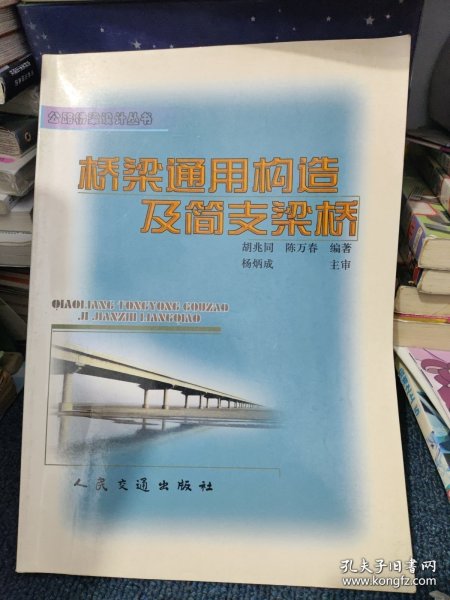 公路桥梁设计丛书
桥梁通用构造
及简支梁桥
胡兆同 陈万春 编著
杨炳成 主审
QIAOLIANG TONGYONG GOUZAO
JI JIANZHI LIANGQIAO
人民交通出版社
孔夫子旧书网
www.kongfz.com